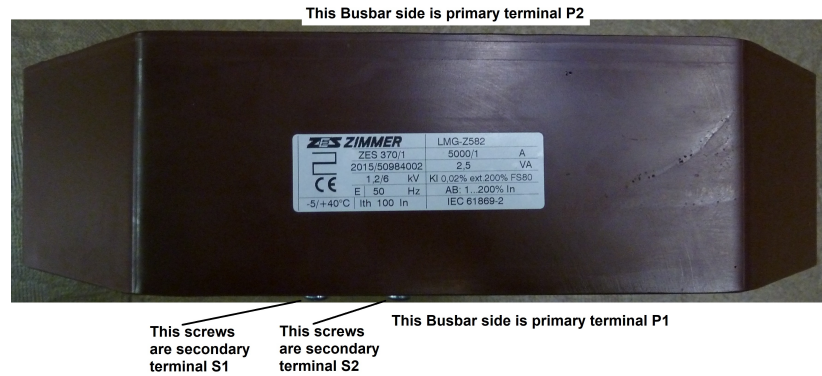 This Busbar side is primary terminal P2
ZES ZIMMER LMG-Z582
ZES 370/1 5000/1 A
2015/50984002 2,5 VA
1,2/6 kV KI 0,02% ext.200% FS80
CE E 50 Hz AB: 1...200% In
-5/+40°C Ith 100 In IEC 61869-2
This Busbar side is primary terminal P1
This screws
are secondary
terminal S1
This screws
are secondary
terminal S2